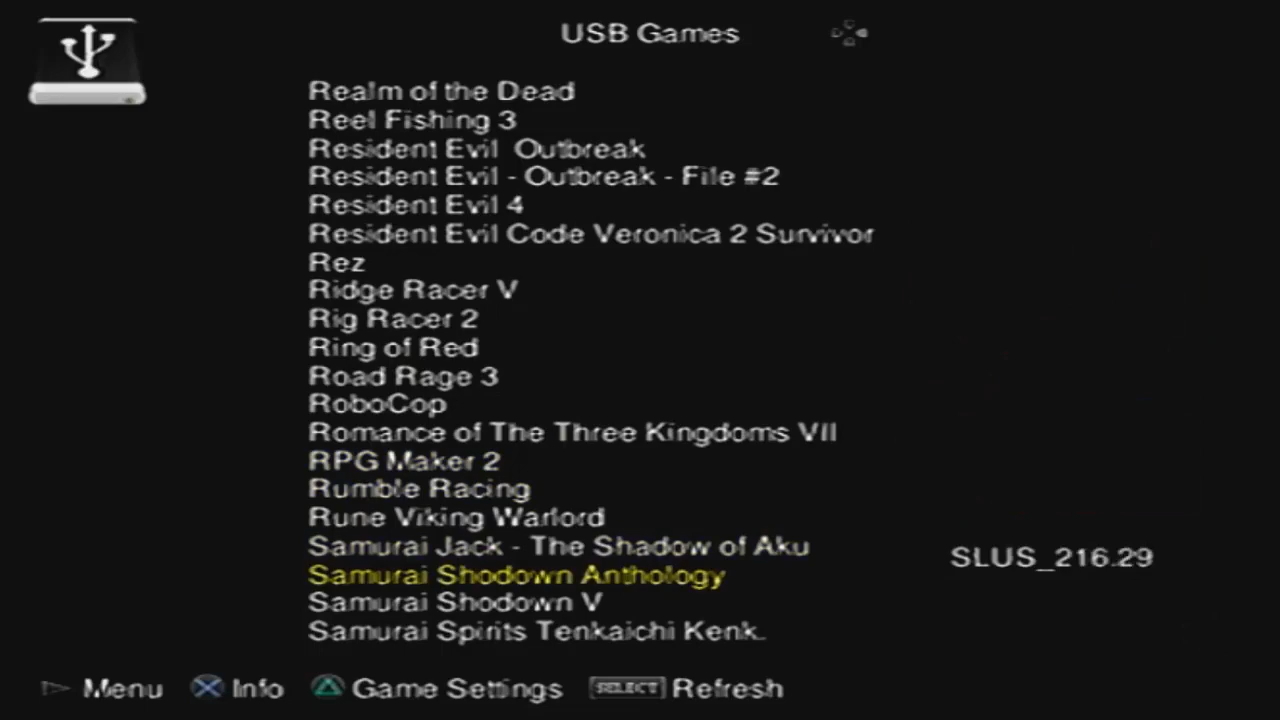 USB Games
Realm of the Dead
Reel Fishing 3
Resident Evil Outbreak
Resident Evil - Outbreak - File #2
Resident Evil 4
Resident Evil Code Veronica 2 Survivor
Rez
Ridge Racer V
Rig Racer 2
Ring of Red
Road Rage 3
RoboCop
Romance of The Three Kingdoms VII
RPG Maker 2
Rumble Racing
Rune Viking Warlord
Samurai Jack - The Shadow of Aku
Samurai Shodown Anthology
SLUS_216.29
Samurai Shodown V
Samurai Spirits Tenkaichi Kenk.
Menu Info Game Settings SELECT Refresh